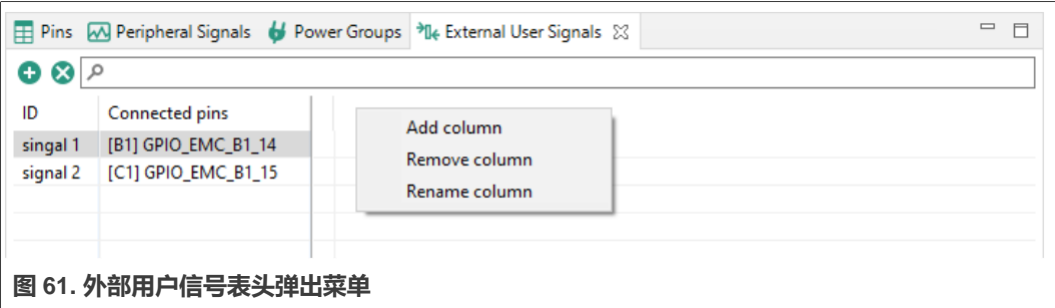 Pins Peripheral Signals Power Groups External User Signals
ID Connected pins
singal 1 [B1] GPIO_EMC_B1_14
signal 2 [C1] GPIO_EMC_B1_15
Add column
Remove column
Rename column
图 61. 外部用户信号表头弹出菜单